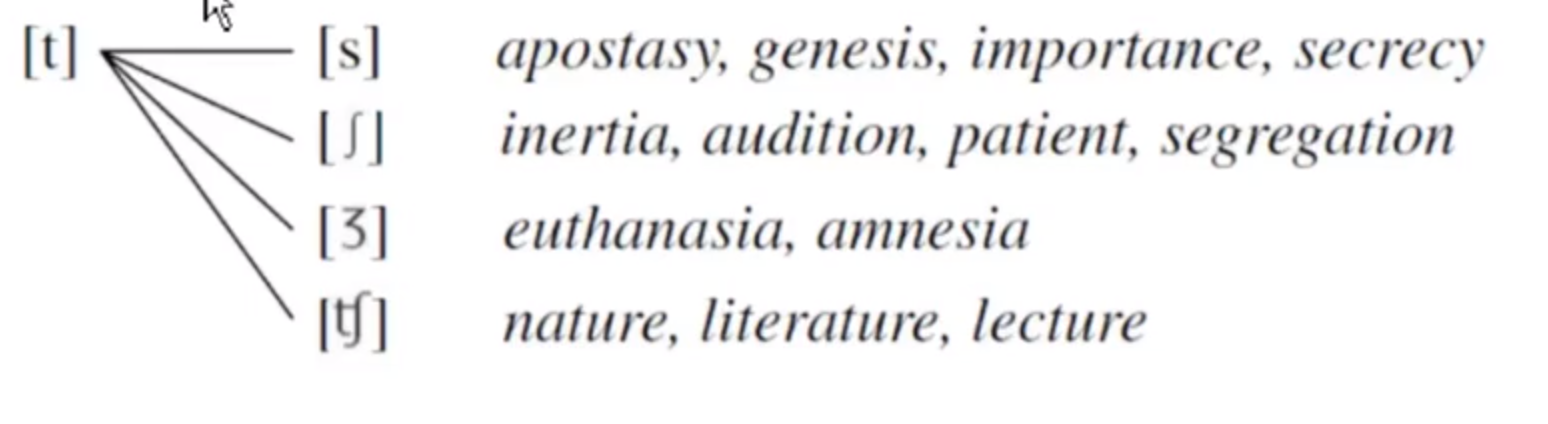 [t] [s] apostasy, genesis, importance, secrecy
[ʃ] inertia, audition, patient, segregation
[ʒ] euthanasia, amnesia
[ʧ] nature, literature, lecture